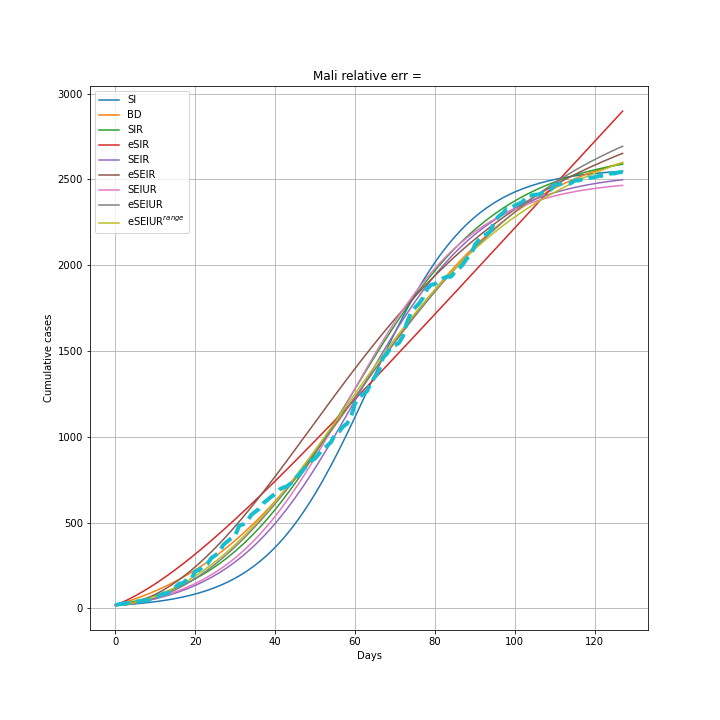 Mali relative err =
3000
2500
2000
1500
1000
500
0
Cumulative cases
SI
BD
SIR
eSIR
SEIR
eSEIR
SEIUR
eSEIUR
eSEIUR^range
0 20 40 60 80 100 120
Days